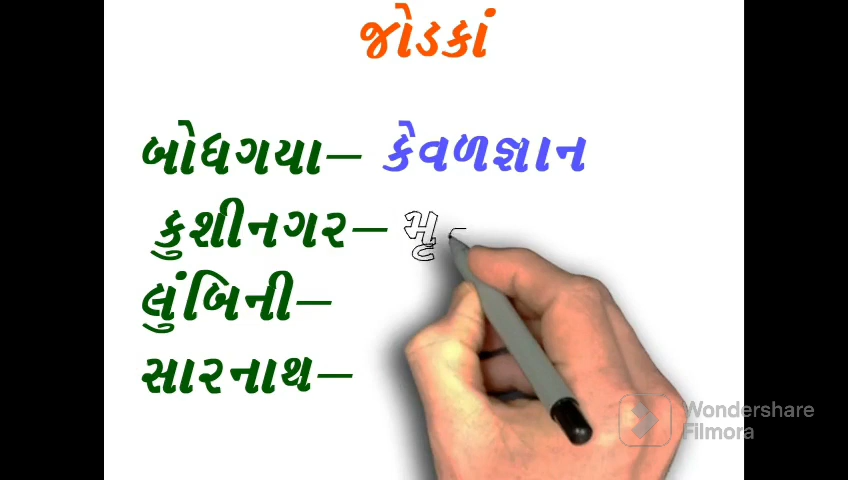 જોડકાં
બોધગયા– કેવળજ્ઞાન
કુશીનગર– મૃ
લુંબિની–
સારનાથ–
Wondershare
Filmora